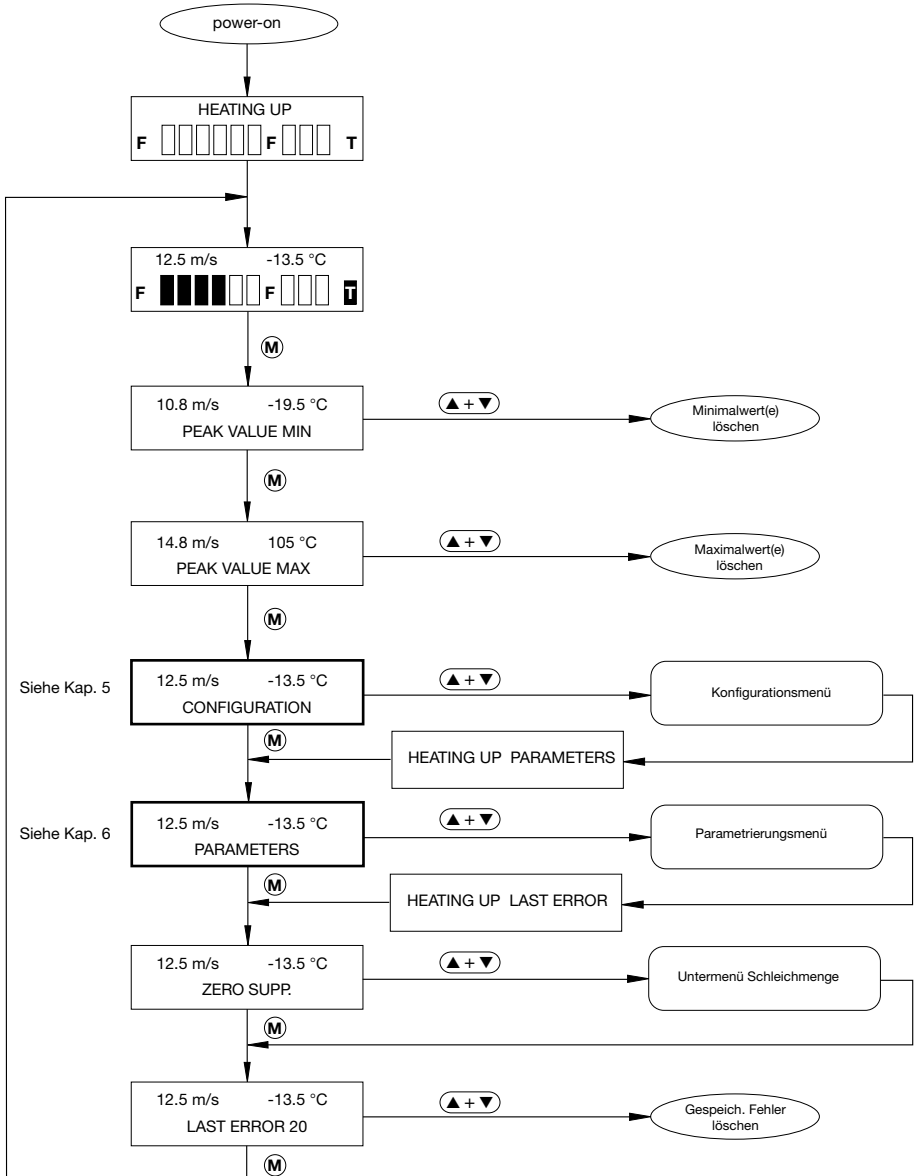 power-on
HEATING UP
F F T
12.5 m/s -13.5 °C
F F T
M
10.8 m/s -19.5 °C
PEAK VALUE MIN
▲ + ▼
Minimalwert(e)
löschen
M
14.8 m/s 105 °C
PEAK VALUE MAX
▲ + ▼
Maximalwert(e)
löschen
M
Siehe Kap. 5
12.5 m/s -13.5 °C
CONFIGURATION
▲ + ▼
Konfigurationsmenü
M
HEATING UP PARAMETERS
Siehe Kap. 6
12.5 m/s -13.5 °C
PARAMETERS
▲ + ▼
Parametrierungsmenü
M
HEATING UP LAST ERROR
12.5 m/s -13.5 °C
ZERO SUPP.
▲ + ▼
Untermenü Schleichmenge
M
12.5 m/s -13.5 °C
LAST ERROR 20
▲ + ▼
Gespeich. Fehler
löschen
M